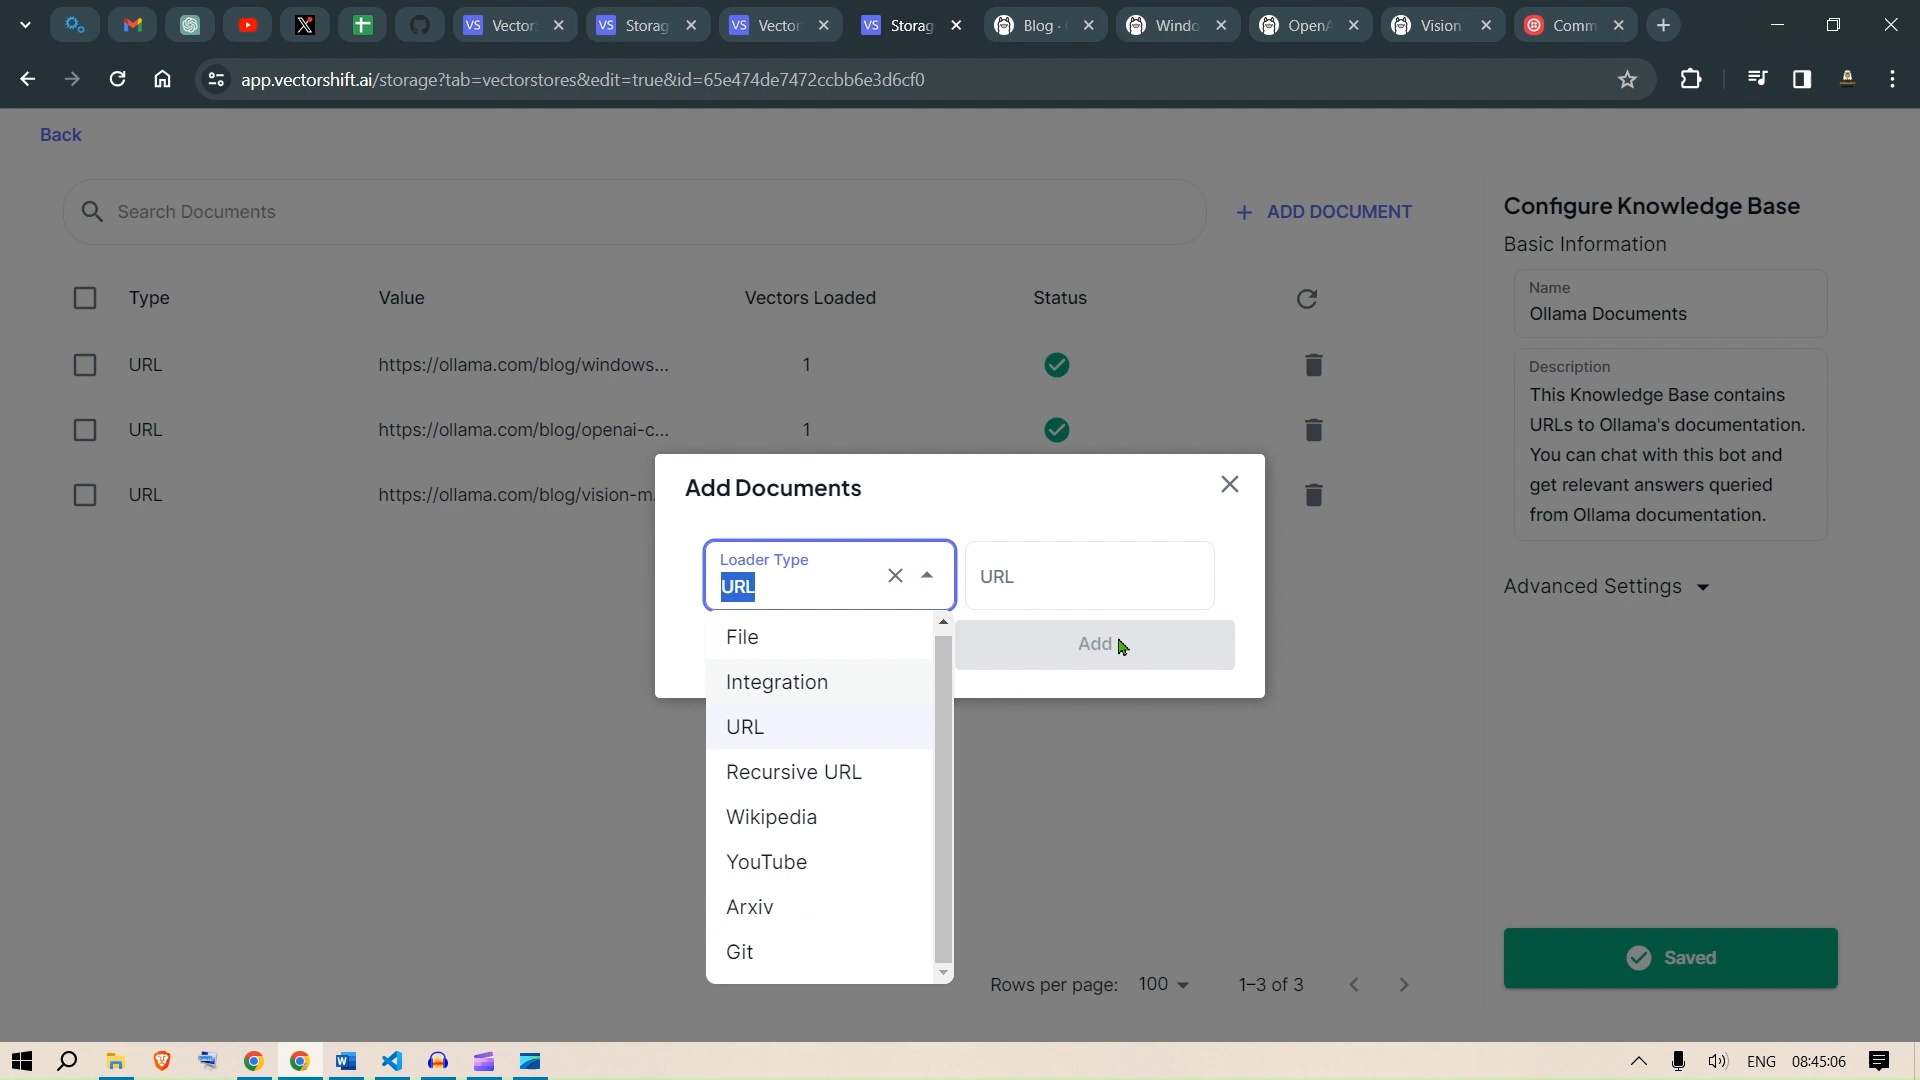 VS Vector
VS Storag
VS Vector
VS Storag
Blog ·
Windo
OpenA
Vision
Comm
app.vectorshift.ai/storage?tab=vectorstores&edit=true&id=65e474de7472ccbb6e3d6cf0
Back
Search Documents
+ ADD DOCUMENT
Type Value Vectors Loaded Status
URL https://ollama.com/blog/windows... 1
URL https://ollama.com/blog/openai-c... 1
URL https://ollama.com/blog/vision-m
Add Documents
Loader Type
URL
URL
Add
File
Integration
URL
Recursive URL
Wikipedia
YouTube
Arxiv
Git
Rows per page: 100 1–3 of 3
Configure Knowledge Base
Basic Information
Name
Ollama Documents
Description
This Knowledge Base contains
URLs to Ollama's documentation.
You can chat with this bot and
get relevant answers queried
from Ollama documentation.
Advanced Settings
Saved
ENG 08:45:06